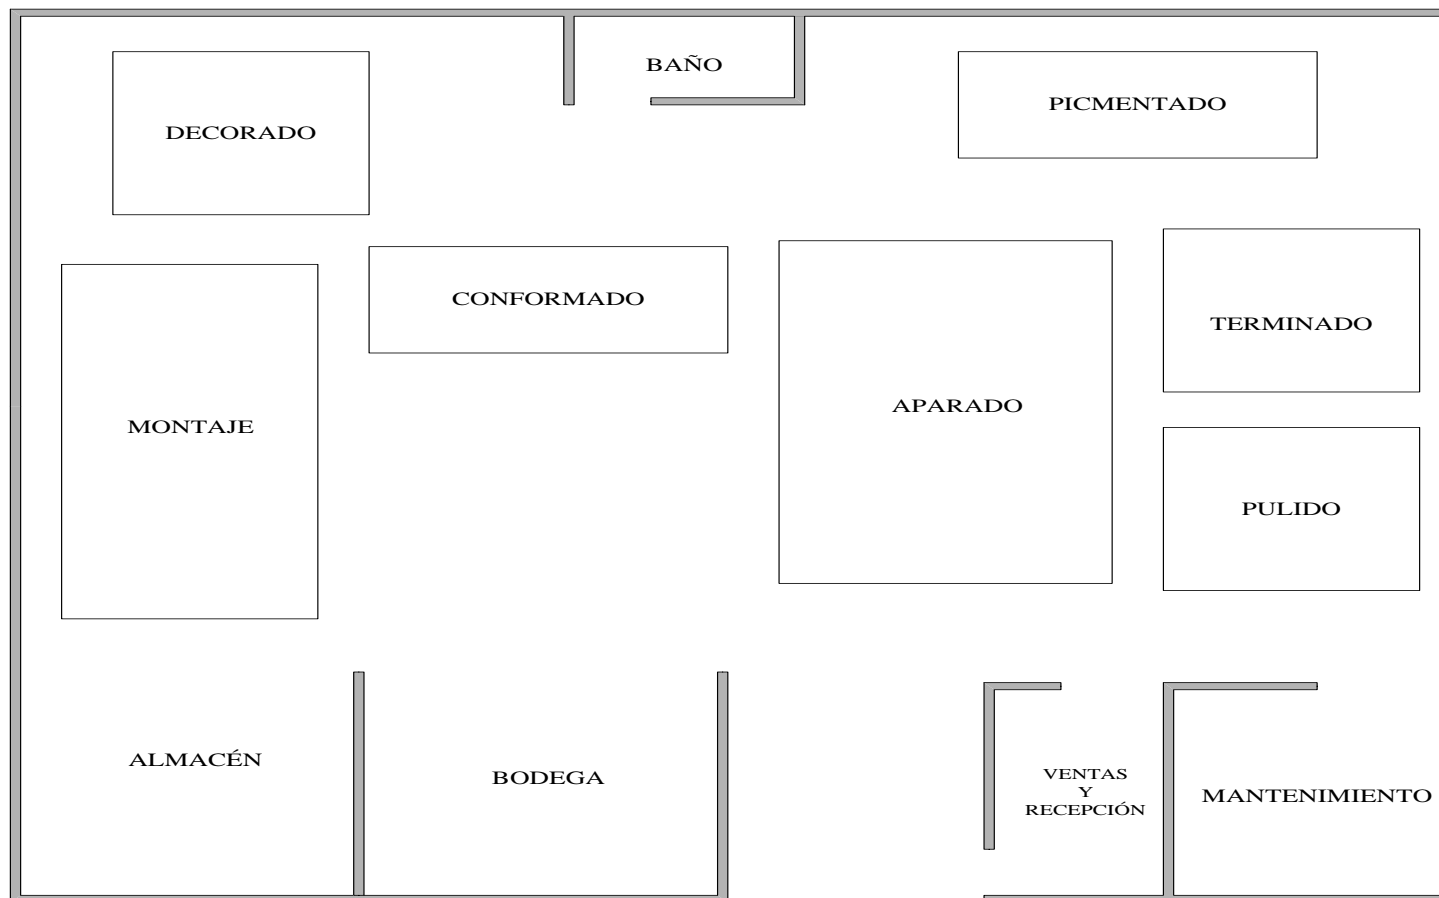 BAÑO
PICMENTADO
DECORADO
CONFORMADO
TERMINADO
APARADO
MONTAJE
PULIDO
ALMACÉN
BODEGA
VENTAS
Y
RECEPCIÓN
MANTENIMIENTO